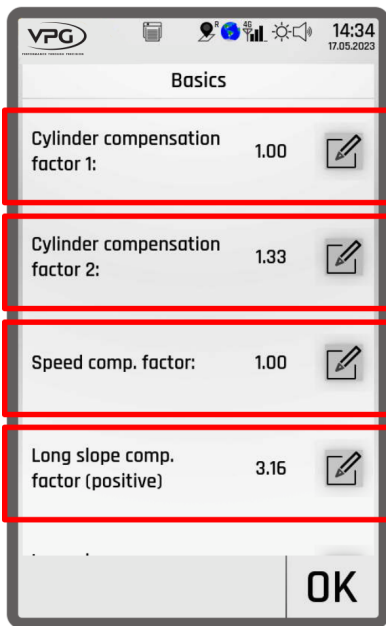 VPG
R 4G 14:34
17.05.2023
Basics
Cylinder compensation
factor 1:
1.00
Cylinder compensation
factor 2:
1.33
Speed comp. factor: 1.00
Long slope comp.
factor (positive)
3.16
OK